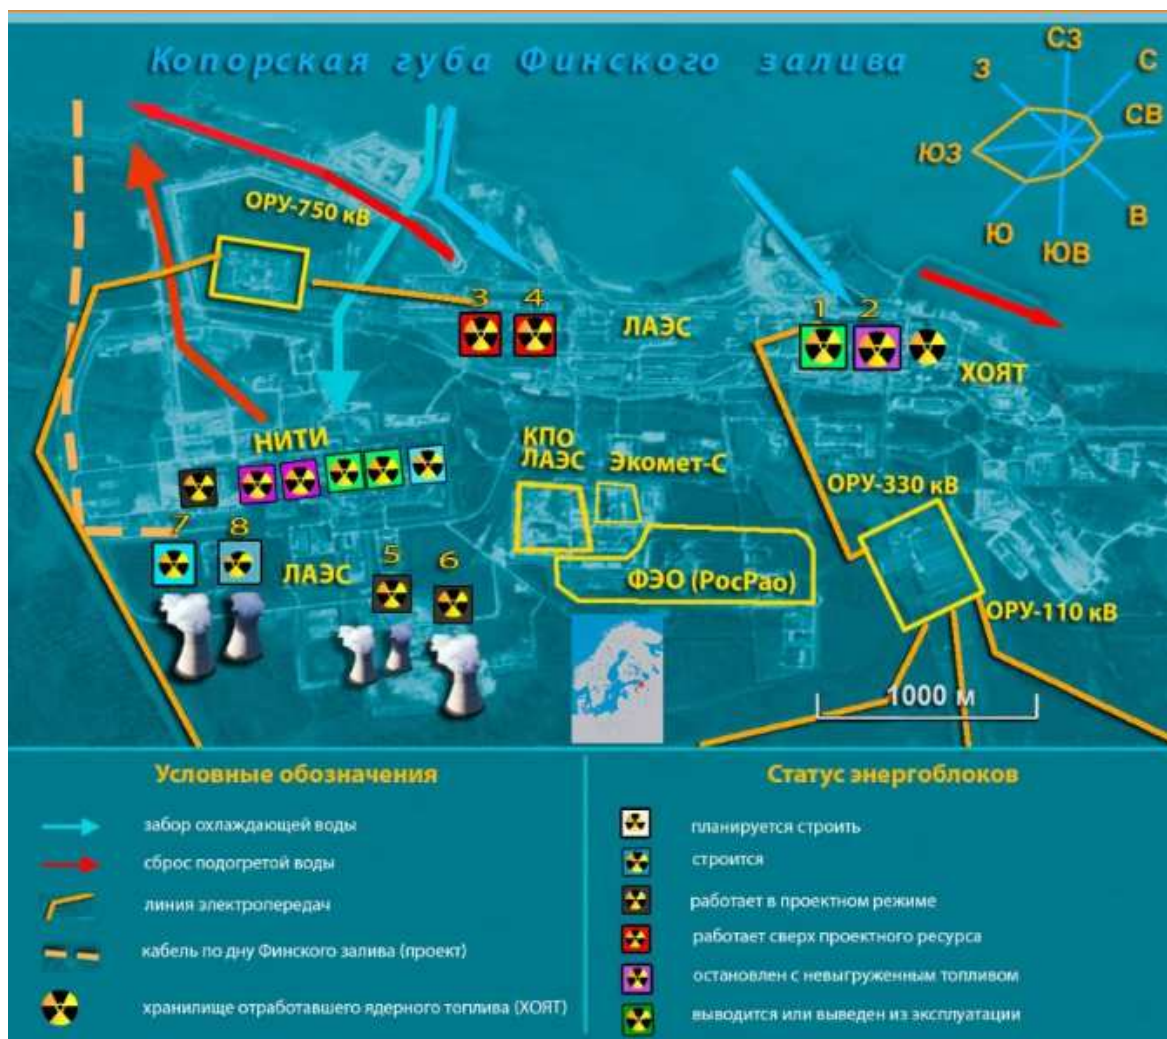 Копорская губа Финского залива
СЗ
З
С
СВ
ЮЗ
В
Ю
ЮВ
ОРУ-750 кВ
3
4
ЛАЭС
1
2
ХОЯТ
НИТИ
КПО
ЛАЭС
Экомет-С
ОРУ-330 кВ
7
8
ЛАЭС
5
6
ФЭО (РосРао)
ОРУ-110 кВ
1000 м
Условные обозначения
забор охлаждающей воды
сброс подогретой воды
линия электропередач
кабель по дну Финского залива (проект)
хранилище отработавшего ядерного топлива (ХОЯТ)
Статус энергоблоков
планируется строить
строится
работает в проектном режиме
работает сверх проектного ресурса
остановлен с невыгруженным топливом
выводится или выведен из эксплуатации